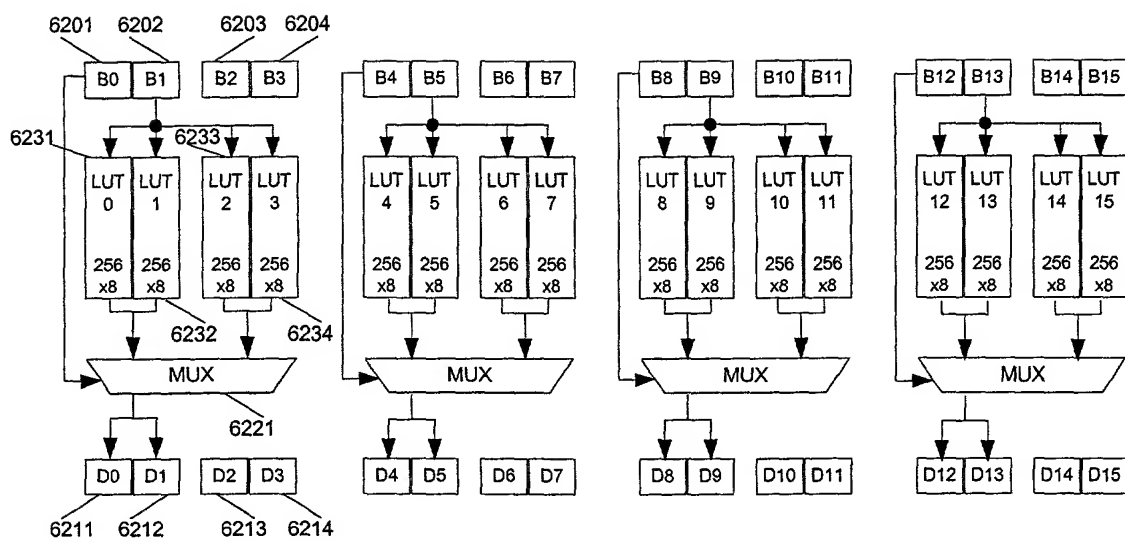 6201 6202 6203 6204
B0 B1 B2 B3 B4 B5 B6 B7 B8 B9 B10 B11 B12 B13 B14 B15
6231 6233
LUT LUT LUT LUT LUT LUT LUT LUT LUT LUT LUT LUT LUT LUT LUT LUT
0 1 2 3 4 5 6 7 8 9 10 11 12 13 14 15
256 256 256 256 256 256 256 256 256 256 256 256 256 256 256 256
x8 x8 x8 x8 x8 x8 x8 x8 x8 x8 x8 x8 x8 x8 x8 x8
6232 6234
MUX MUX MUX MUX
6221
D0 D1 D2 D3 D4 D5 D6 D7 D8 D9 D10 D11 D12 D13 D14 D15
6211 6212 6213 6214